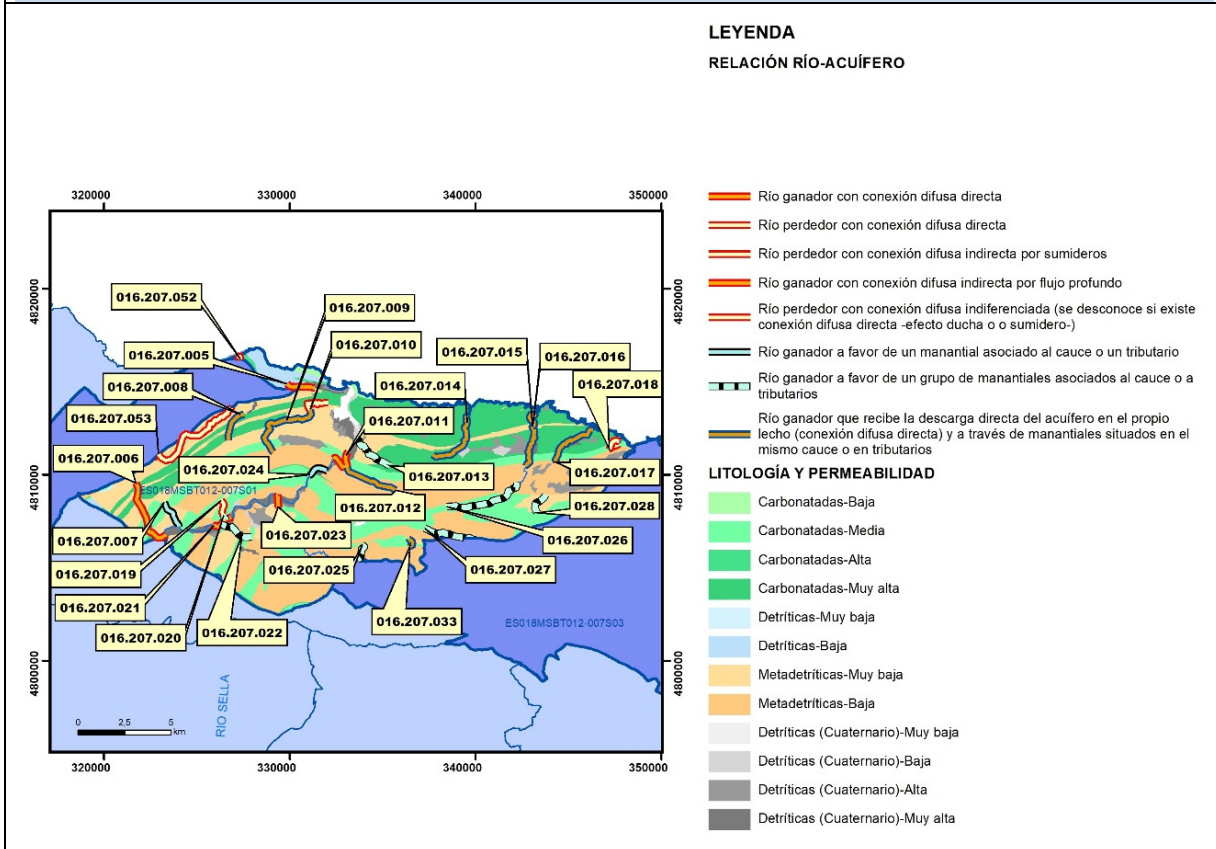 LEYENDA
RELACIÓN RÍO-ACUÍFERO
320000
330000
340000
350000
4820000
4820000
4810000
4810000
4800000
4800000
016.207.052
016.207.009
016.207.005
016.207.010
016.207.015
016.207.016
016.207.008
016.207.014
016.207.018
016.207.053
016.207.011
016.207.006
016.207.024
016.207.013
016.207.017
ES018MSBT012-007S01
016.207.012
016.207.028
016.207.007
016.207.023
016.207.026
016.207.019
016.207.025
016.207.027
016.207.021
016.207.020
016.207.022
016.207.033
ES018MSBT012-007S03
RIO SELLA
0 2,5 5
km
320000
330000
340000
350000
Río ganador con conexión difusa directa
Río perdedor con conexión difusa directa
Río perdedor con conexión difusa indirecta por sumideros
Río ganador con conexión difusa indirecta por flujo profundo
Río perdedor con conexión difusa indiferenciada (se desconoce si existe
conexión difusa directa -efecto ducha o o sumidero-)
Río ganador a favor de un manantial asociado al cauce o un tributario
Río ganador a favor de un grupo de manantiales asociados al cauce o a
tributarios
Río ganador que recibe la descarga directa del acuífero en el propio
lecho (conexión difusa directa) y a través de manantiales situados en el
mismo cauce o en tributarios
LITOLOGÍA Y PERMEABILIDAD
Carbonatadas-Baja
Carbonatadas-Media
Carbonatadas-Alta
Carbonatadas-Muy alta
Detríticas-Muy baja
Detríticas-Baja
Metadetríticas-Muy baja
Metadetríticas-Baja
Detríticas (Cuaternario)-Muy baja
Detríticas (Cuaternario)-Baja
Detríticas (Cuaternario)-Alta
Detríticas (Cuaternario)-Muy alta